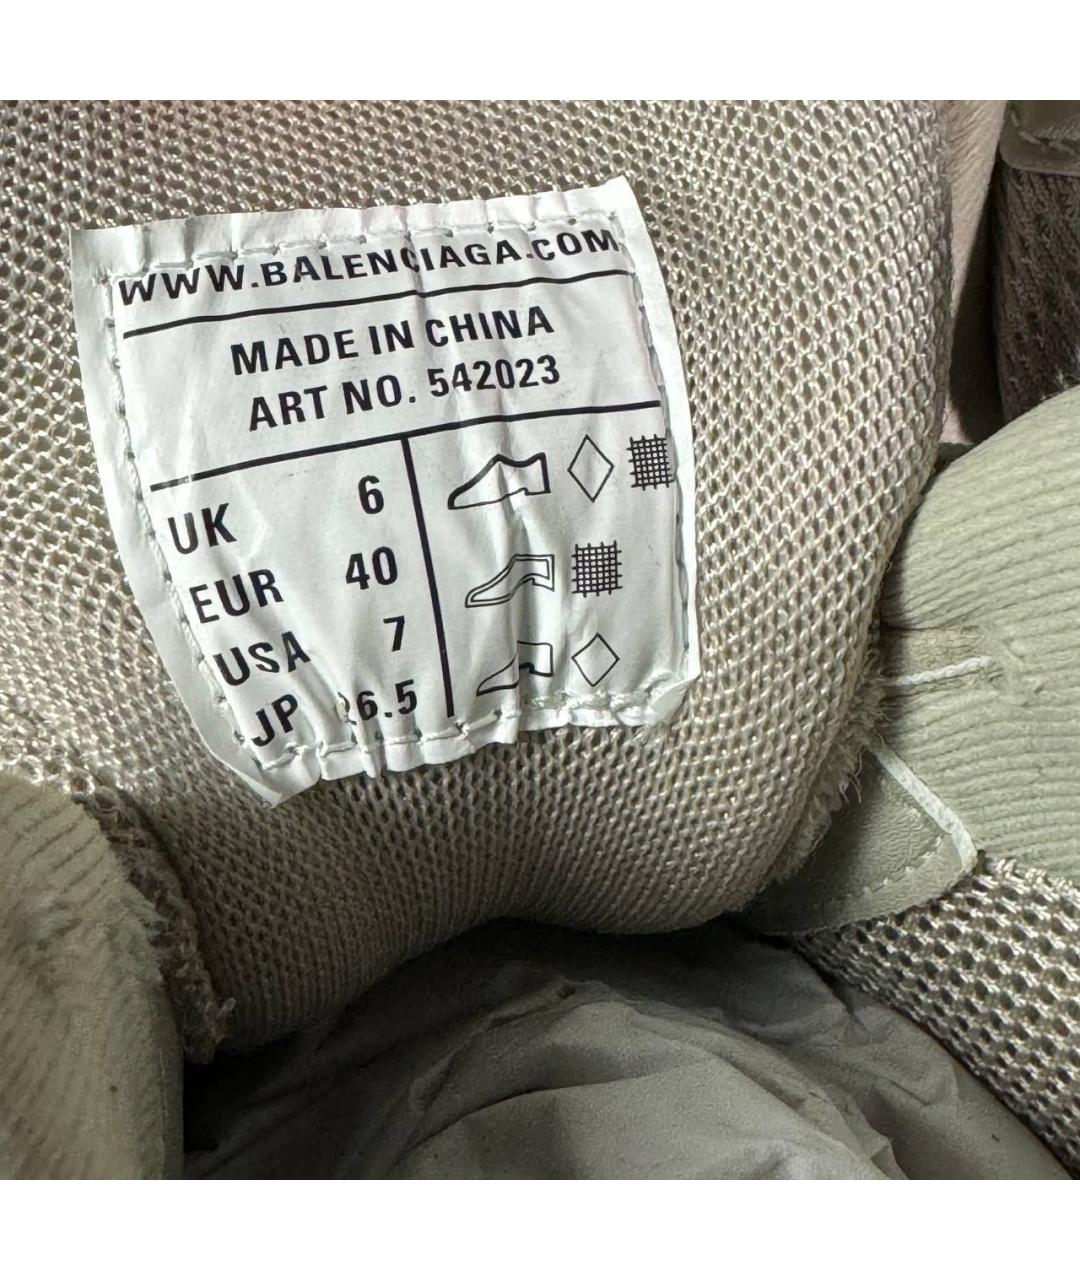 WWW.BALENCIAGA.COM
MADE IN CHINA
ART NO. 542023
UK 6
EUR 40
USA 7
JP 26.5